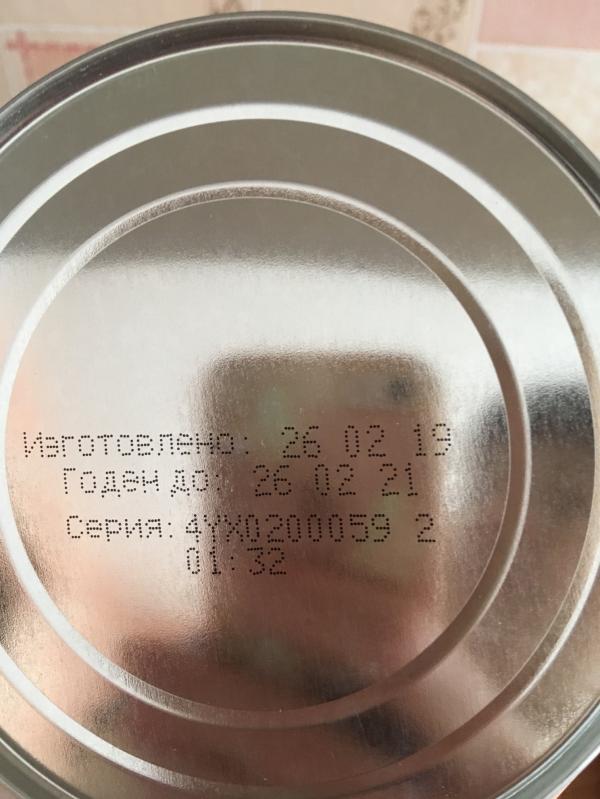 Изготовлено: 26 02 19
Годен до: 26 02 21
Серия: 4YX0200059 2
01:32